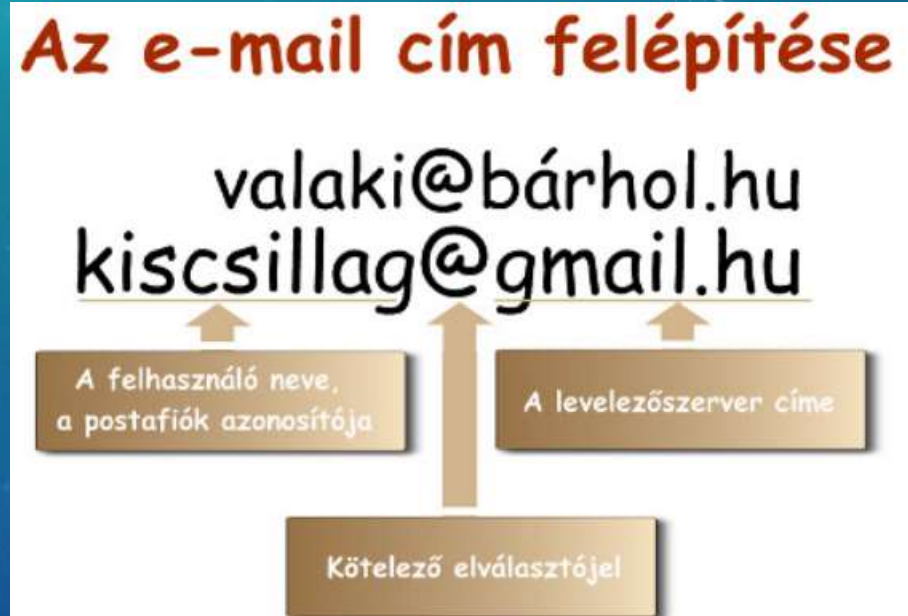 Az e-mail cím felépítése
valaki@bárhol.hu
kiscsillag@gmail.hu
A felhasználó neve,
a postafiók azonosítója
A levelezőszerver címe
Kötelező elválasztójel